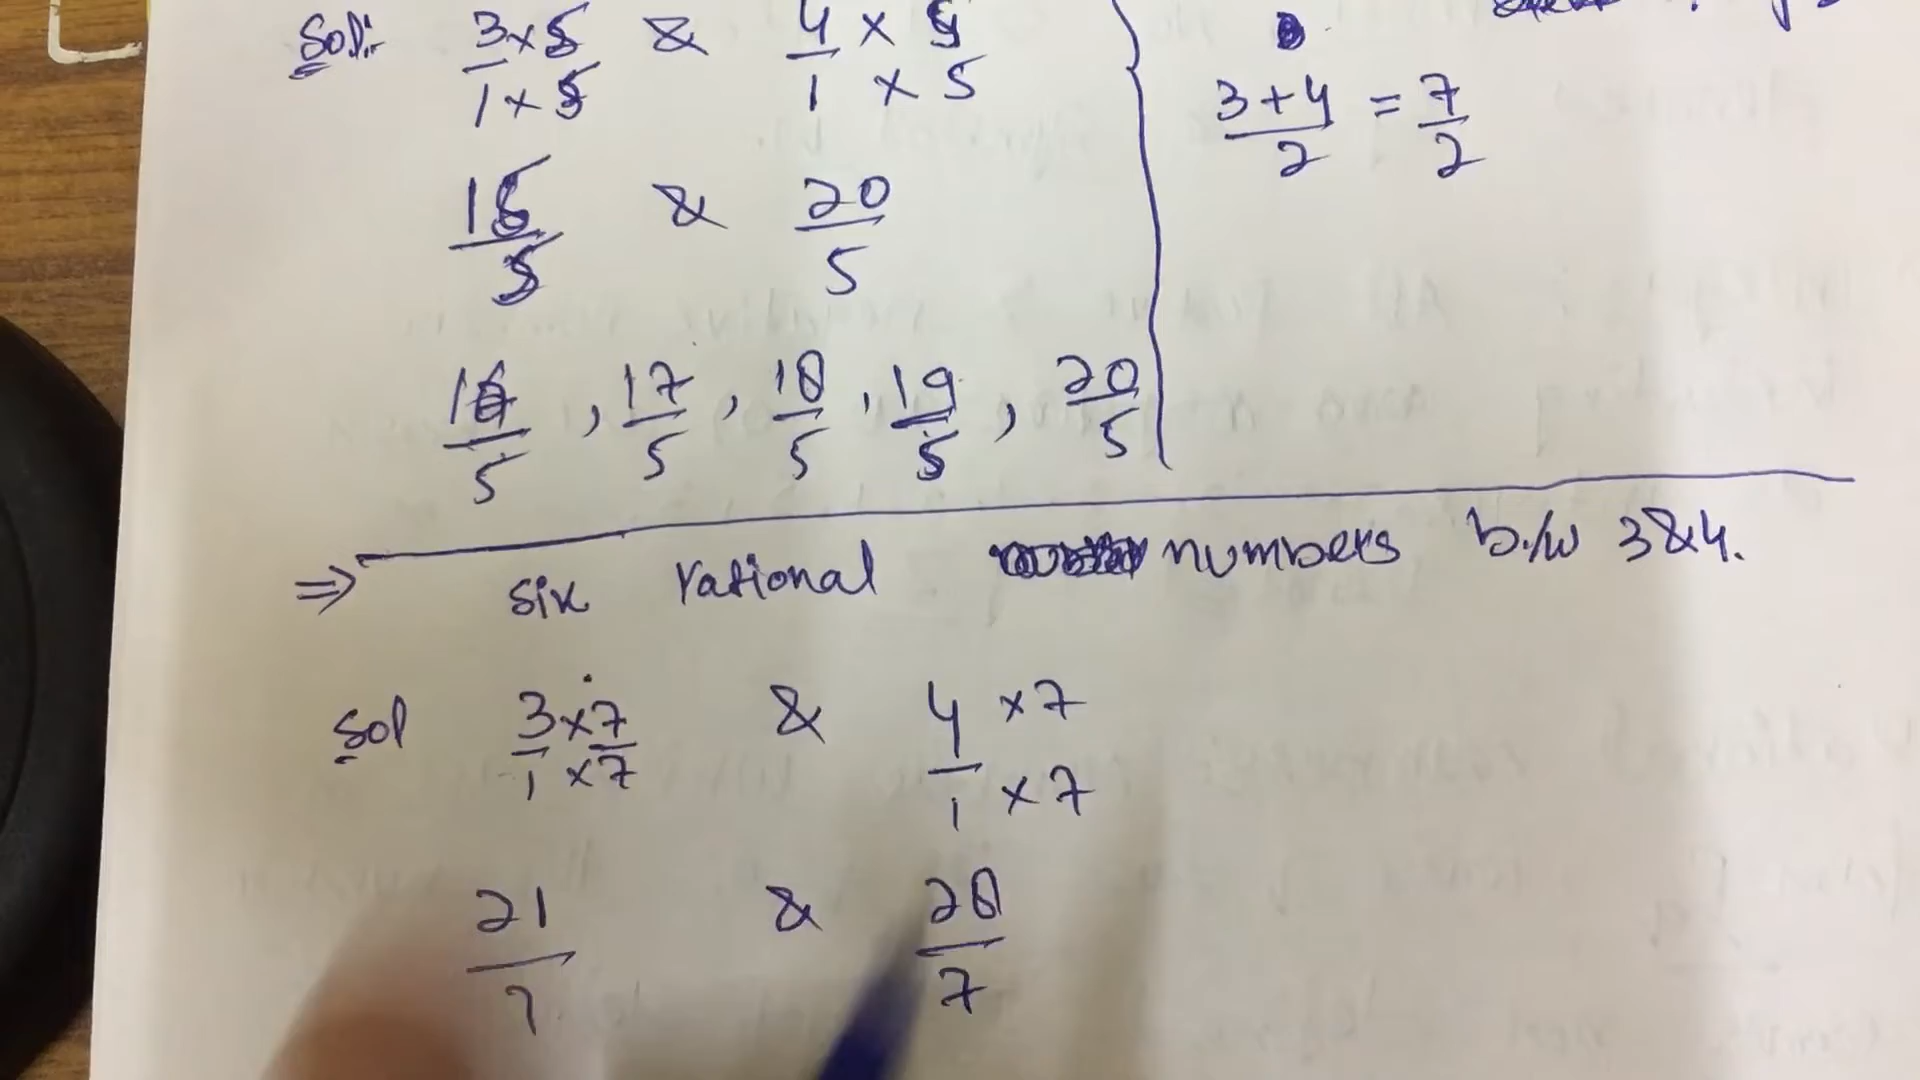 Sol:- 3×5 & 4×5
1×5 1×5
3+4 = 7
2 2
15 & 20
5 5
16, 17, 18, 19, 20
5 5 5 5 5
⇒ six rational numbers b/w 3&4.
Sol 3×7 & 4×7
1×7 1×7
21 & 28
7 7